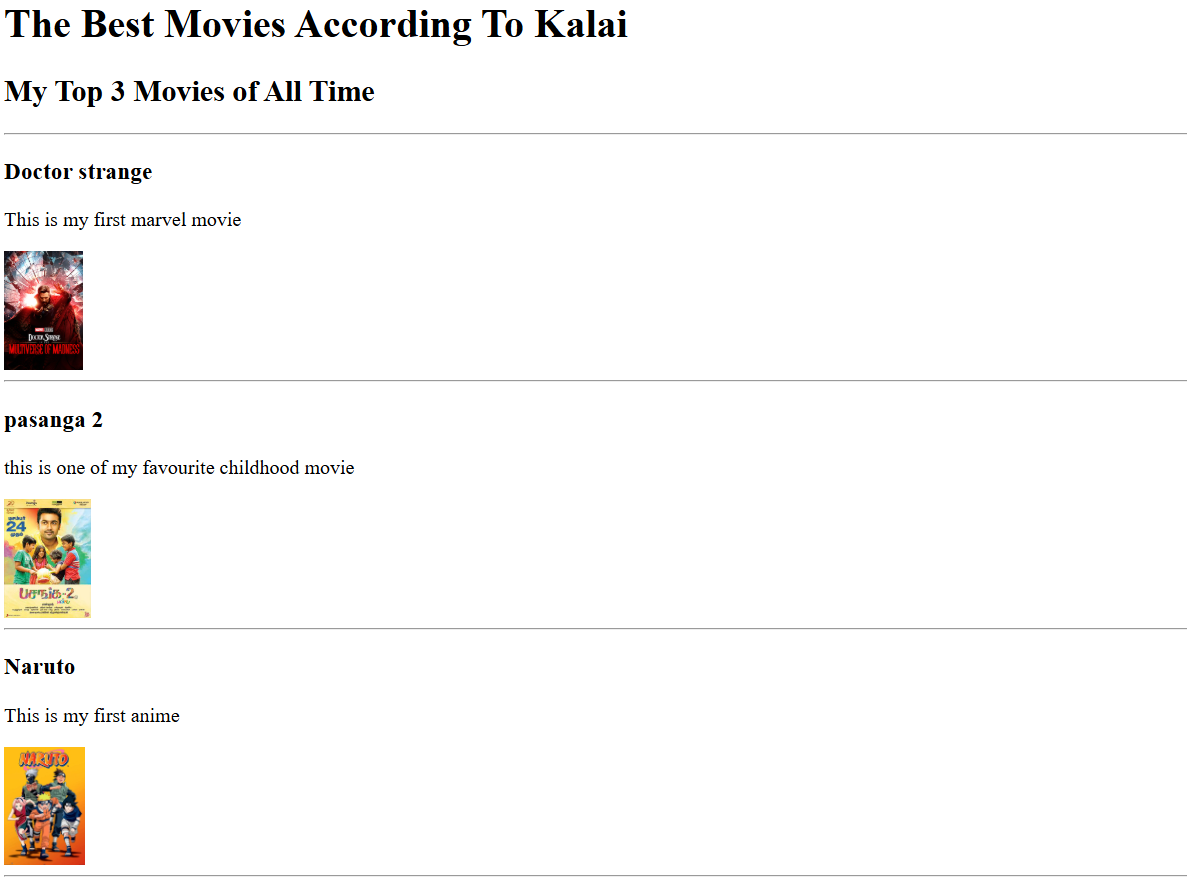 The Best Movies According To Kalai
My Top 3 Movies of All Time
Doctor strange
This is my first marvel movie
DOCTOR STRANGE
MULTIVERSE OF MADNESS
pasanga 2
this is one of my favourite childhood movie
24
பசங்க-2
Naruto
This is my first anime
NARUTO